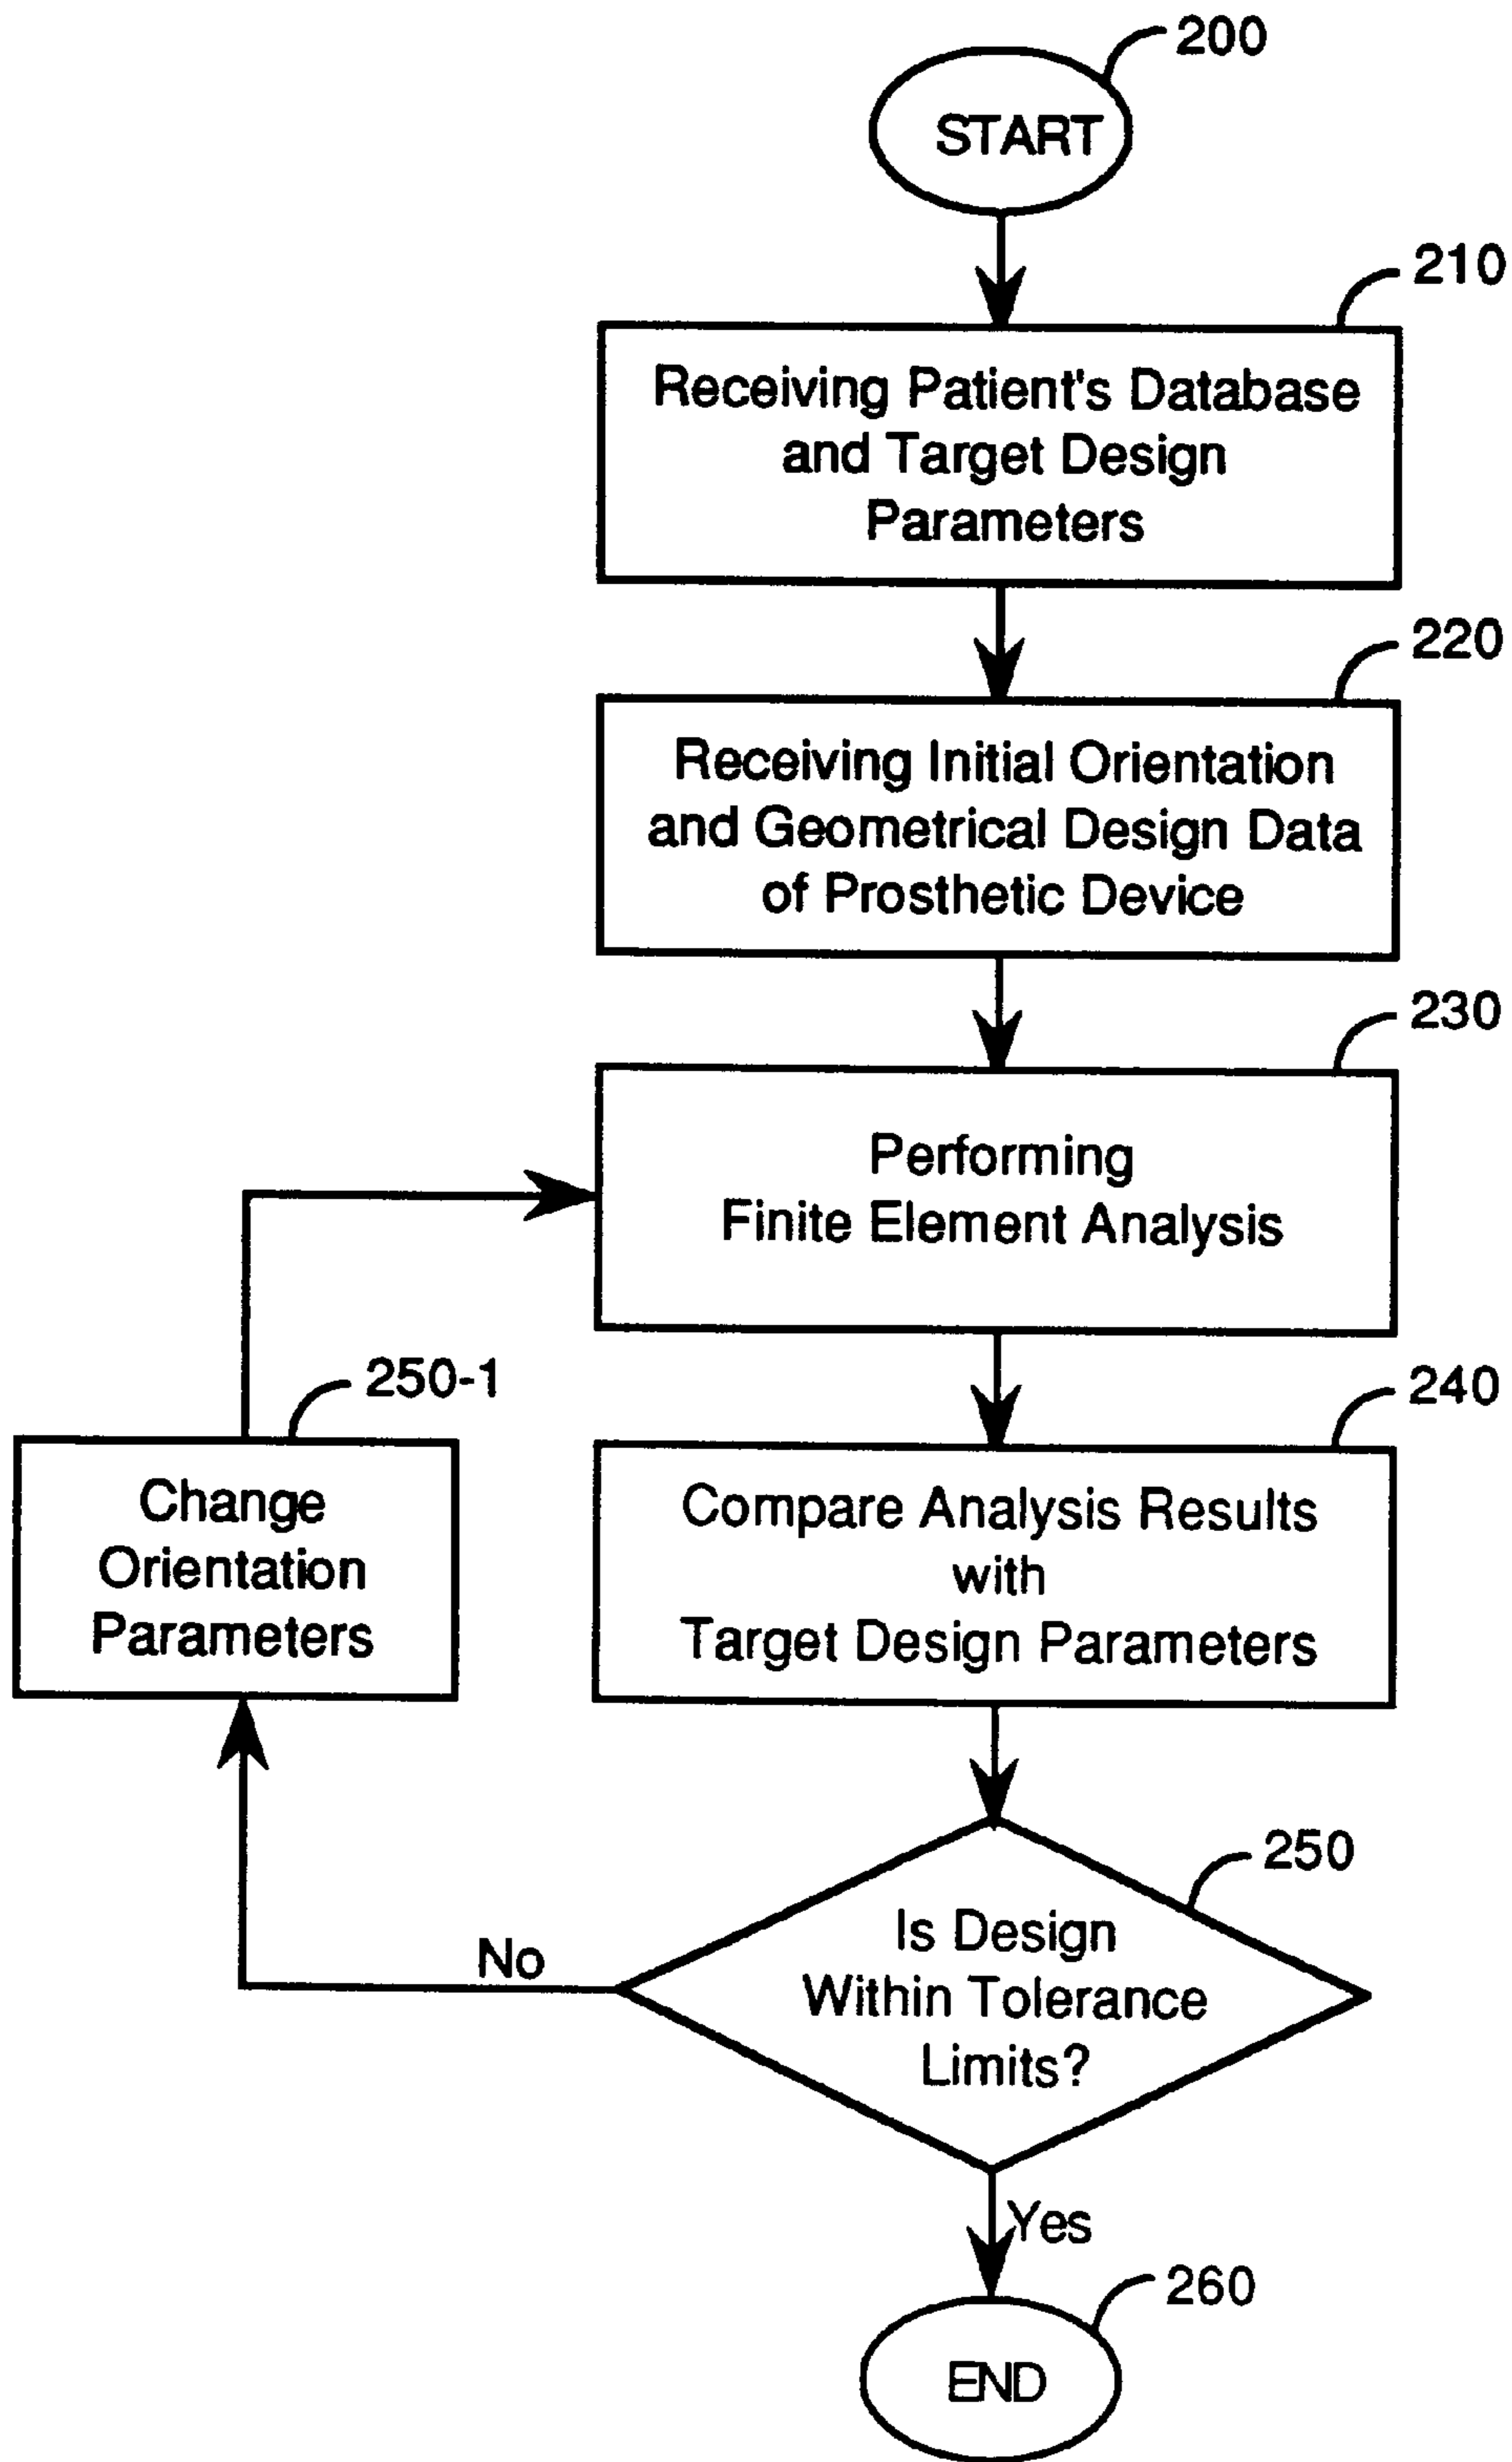 200
START
210
Receiving Patient's Database
and Target Design
Parameters
220
Receiving Initial Orientation
and Geometrical Design Data
of Prosthetic Device
230
Performing
Finite Element Analysis
250-1
Change
Orientation
Parameters
240
Compare Analysis Results
with
Target Design Parameters
250
Is Design
Within Tolerance
Limits?
No
Yes
260
END